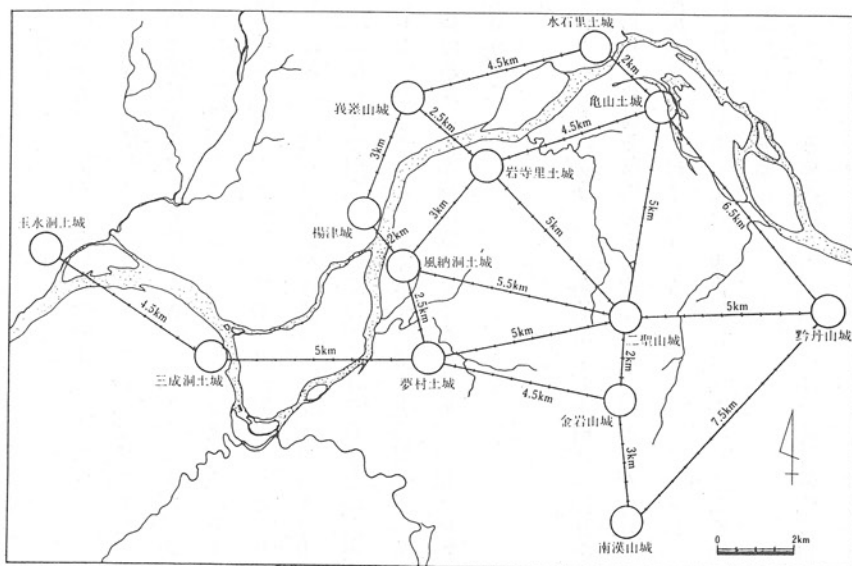 水石里土城
4.5km
2km
亀山土城
峩嵯山城
2.5km
4.5km
3km
岩寺里土城
玉水洞土城
楊津城
3km
5km
5km
6.5km
2km
風納洞土城
4.5km
5.5km
2.5km
二聖山城
5km
黔丹山城
三成洞土城
5km
夢村土城
5km
2km
4.5km
金岩山城
7.5km
3km
南漢山城
0
2km